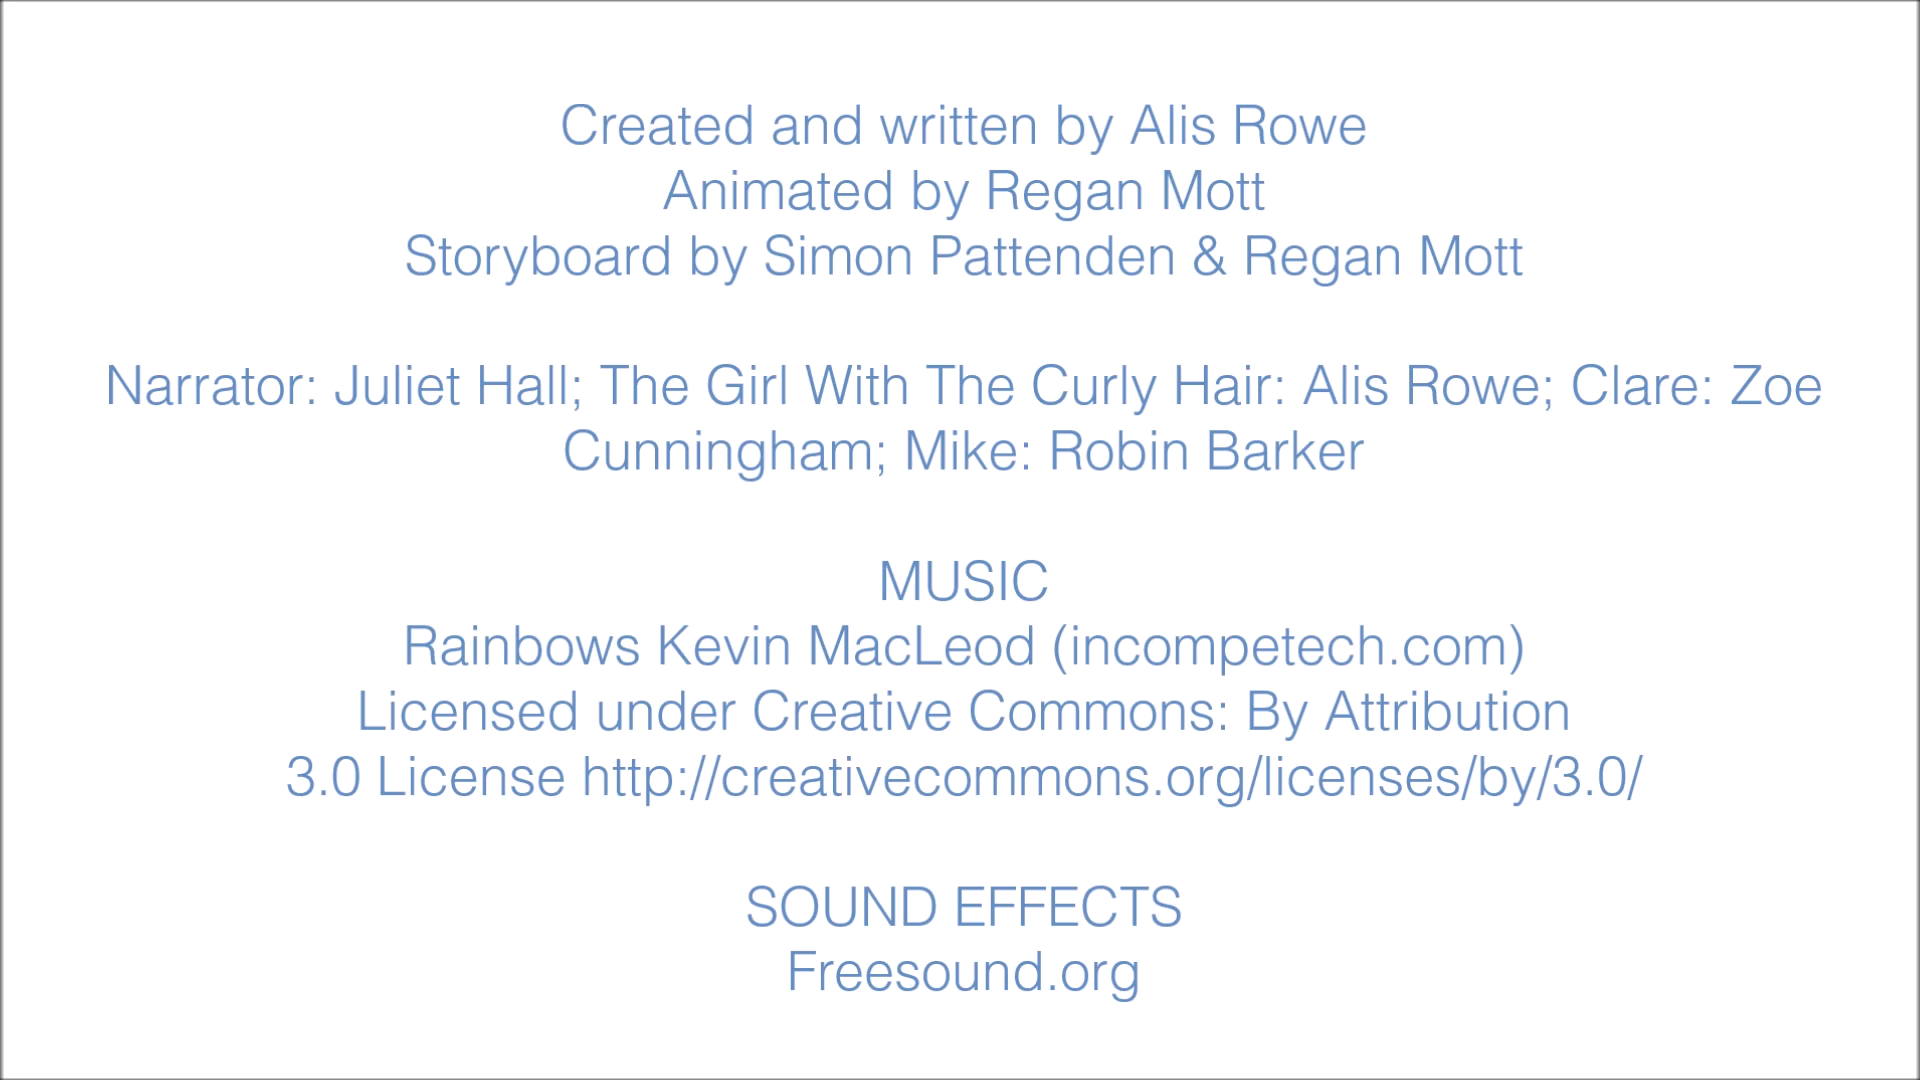 Created and written by Alis Rowe
Animated by Regan Mott
Storyboard by Simon Pattenden & Regan Mott
Narrator: Juliet Hall; The Girl With The Curly Hair: Alis Rowe; Clare: Zoe
Cunningham; Mike: Robin Barker
MUSIC
Rainbows Kevin MacLeod (incompetech.com)
Licensed under Creative Commons: By Attribution
3.0 License http://creativecommons.org/licenses/by/3.0/
SOUND EFFECTS
Freesound.org